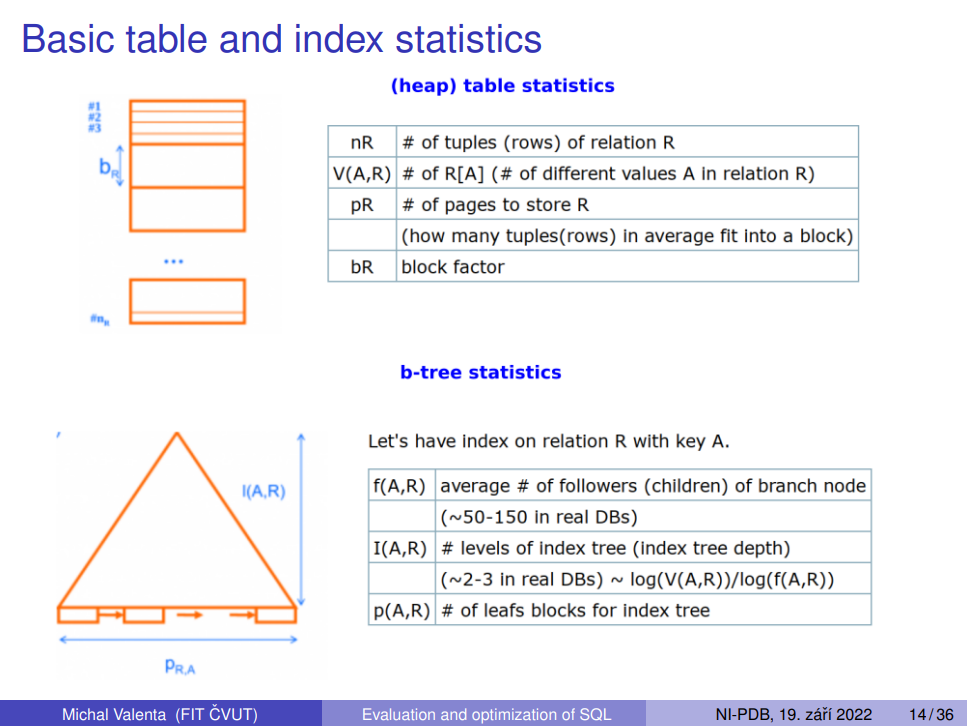 Basic table and index statistics
(heap) table statistics
#1
#2
#3
bR
...
#nR
nR # of tuples (rows) of relation R
V(A,R) # of R[A] (# of different values A in relation R)
pR # of pages to store R
(how many tuples(rows) in average fit into a block)
bR block factor
b-tree statistics
I(A,R)
PR,A
Let's have index on relation R with key A.
f(A,R) average # of followers (children) of branch node
(~50-150 in real DBs)
I(A,R) # levels of index tree (index tree depth)
(~2-3 in real DBs) ~ log(V(A,R))/log(f(A,R))
p(A,R) # of leafs blocks for index tree
Michal Valenta (FIT ČVUT) Evaluation and optimization of SQL NI-PDB, 19. září 2022 14 / 36